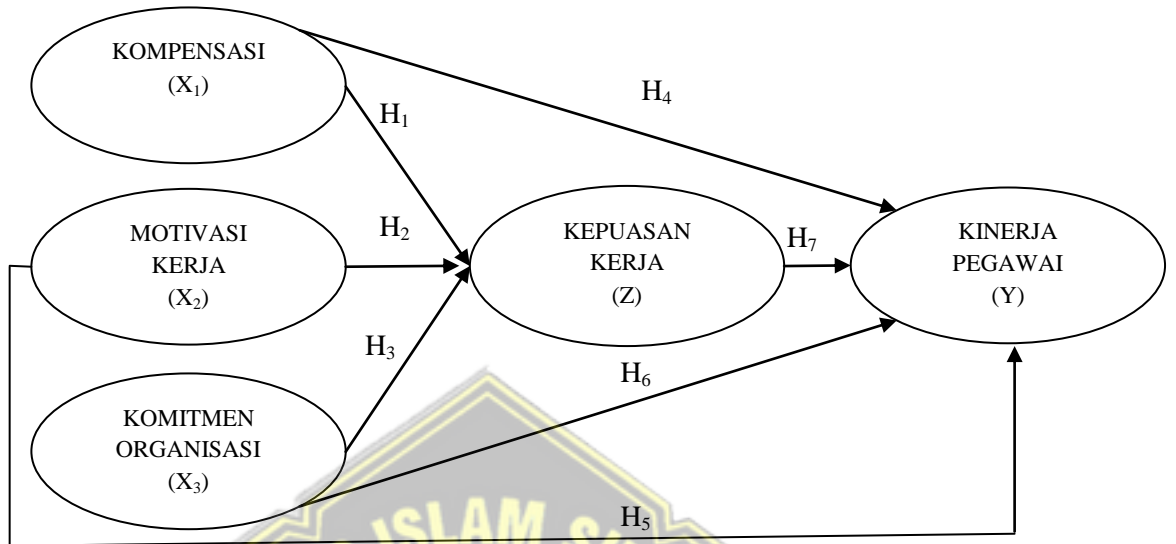 KOMPENSASI
(X₁)
H₄
H₁
MOTIVASI
KERJA
(X₂)
H₂
KEPUASAN
KERJA
(Z)
H₇
KINERJA
PEGAWAI
(Y)
H₃
H₆
KOMITMEN
ORGANISASI
(X₃)
H₅
ISLAM